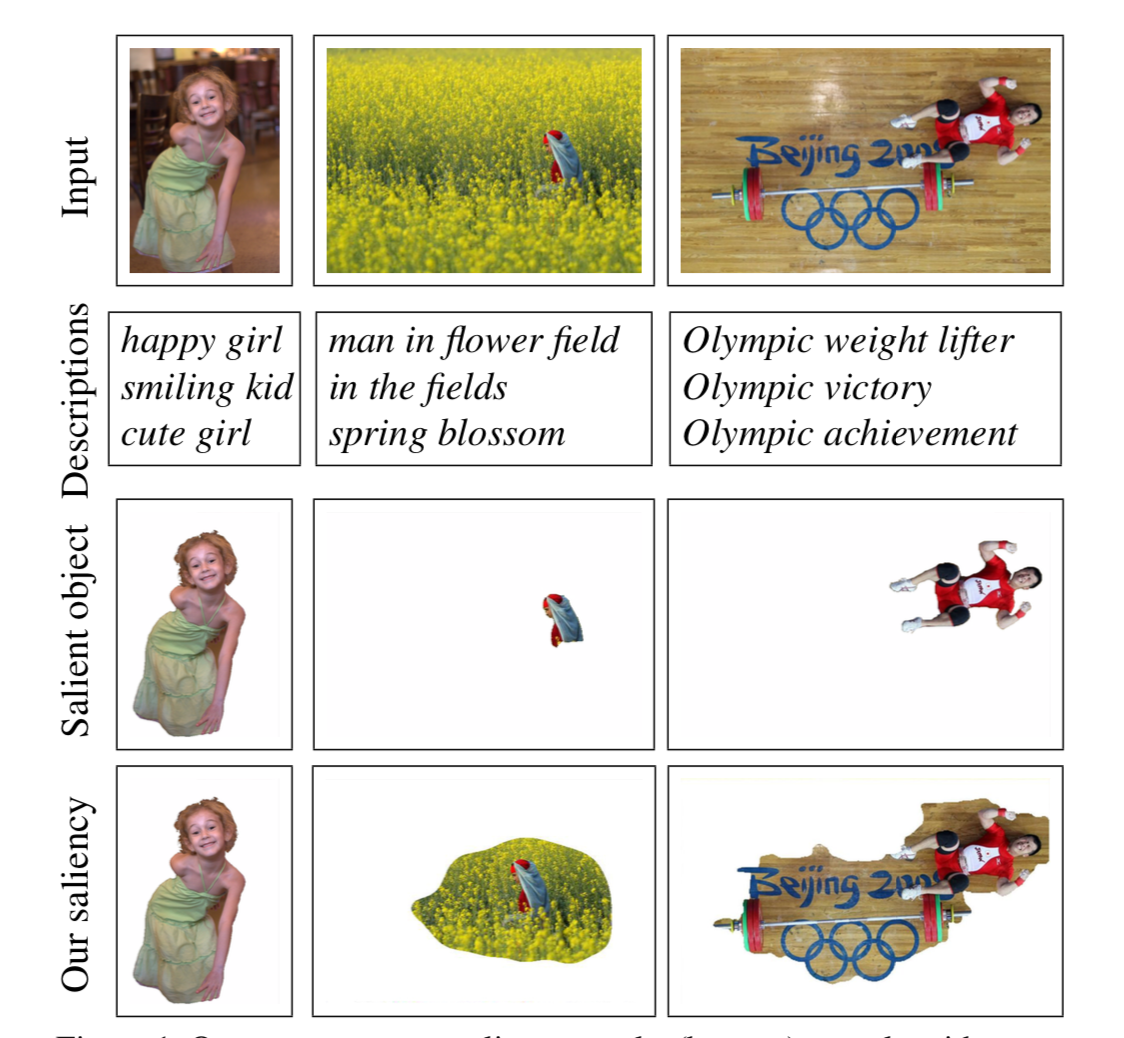 Input
Beijing 200
Descriptions
happy girl
smiling kid
cute girl
man in flower field
in the fields
spring blossom
Olympic weight lifter
Olympic victory
Olympic achievement
Salient object
Our saliency
Beijing 200